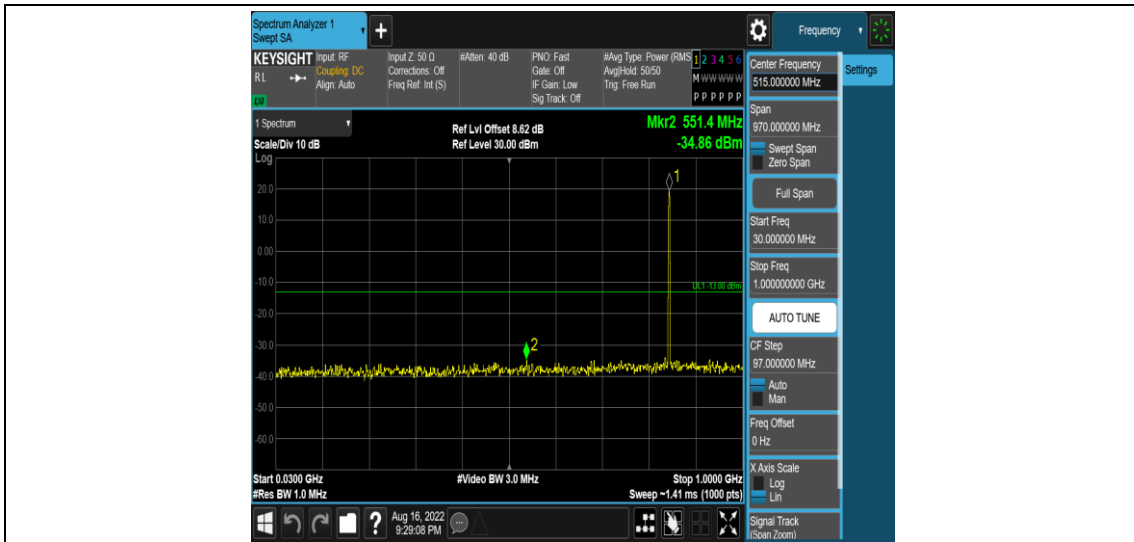 Spectrum Analyzer 1
Swept SA
Frequency
KEYSIGHT
RL
LXI
Input: RF
Coupling: DC
Align: Auto
Input Z: 50 Ω
Corrections: Off
Freq Ref: Int (S)
#Atten: 40 dB
PNO: Fast
Gate: Off
IF Gain: Low
Sig Track: Off
#Avg Type: Power (RMS
Avg|Hold: 50/50
Trig: Free Run
1 2 3 4 5 6
M W W W W W
P P P P P P
1 Spectrum
Scale/Div 10 dB
Log
Ref Lvl Offset 8.62 dB
Ref Level 30.00 dBm
Mkr2 551.4 MHz
-34.86 dBm
1
20.0
10.0
0.00
-10.0
DL1 -13.00 dBm
-20.0
-30.0
2
-40.0
-50.0
-60.0
Start 0.0300 GHz
#Res BW 1.0 MHz
#Video BW 3.0 MHz
Stop 1.0000 GHz
Sweep ~1.41 ms (1000 pts)
Center Frequency
515.000000 MHz
Settings
Span
970.000000 MHz
Swept Span
Zero Span
Full Span
Start Freq
30.000000 MHz
Stop Freq
1.000000000 GHz
AUTO TUNE
CF Step
97.000000 MHz
Auto
Man
Freq Offset
0 Hz
X Axis Scale
Log
Lin
Signal Track
(Span Zoom)
?
Aug 16, 2022
9:29:08 PM